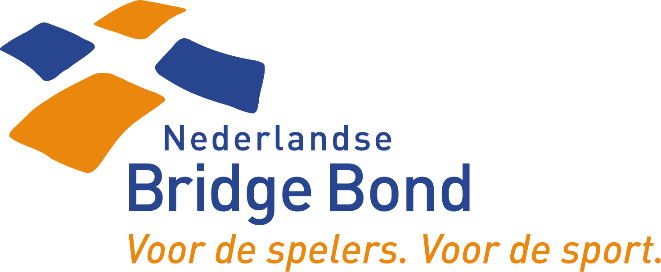 Nederlandse
Bridge Bond
Voor de spelers. Voor de sport.